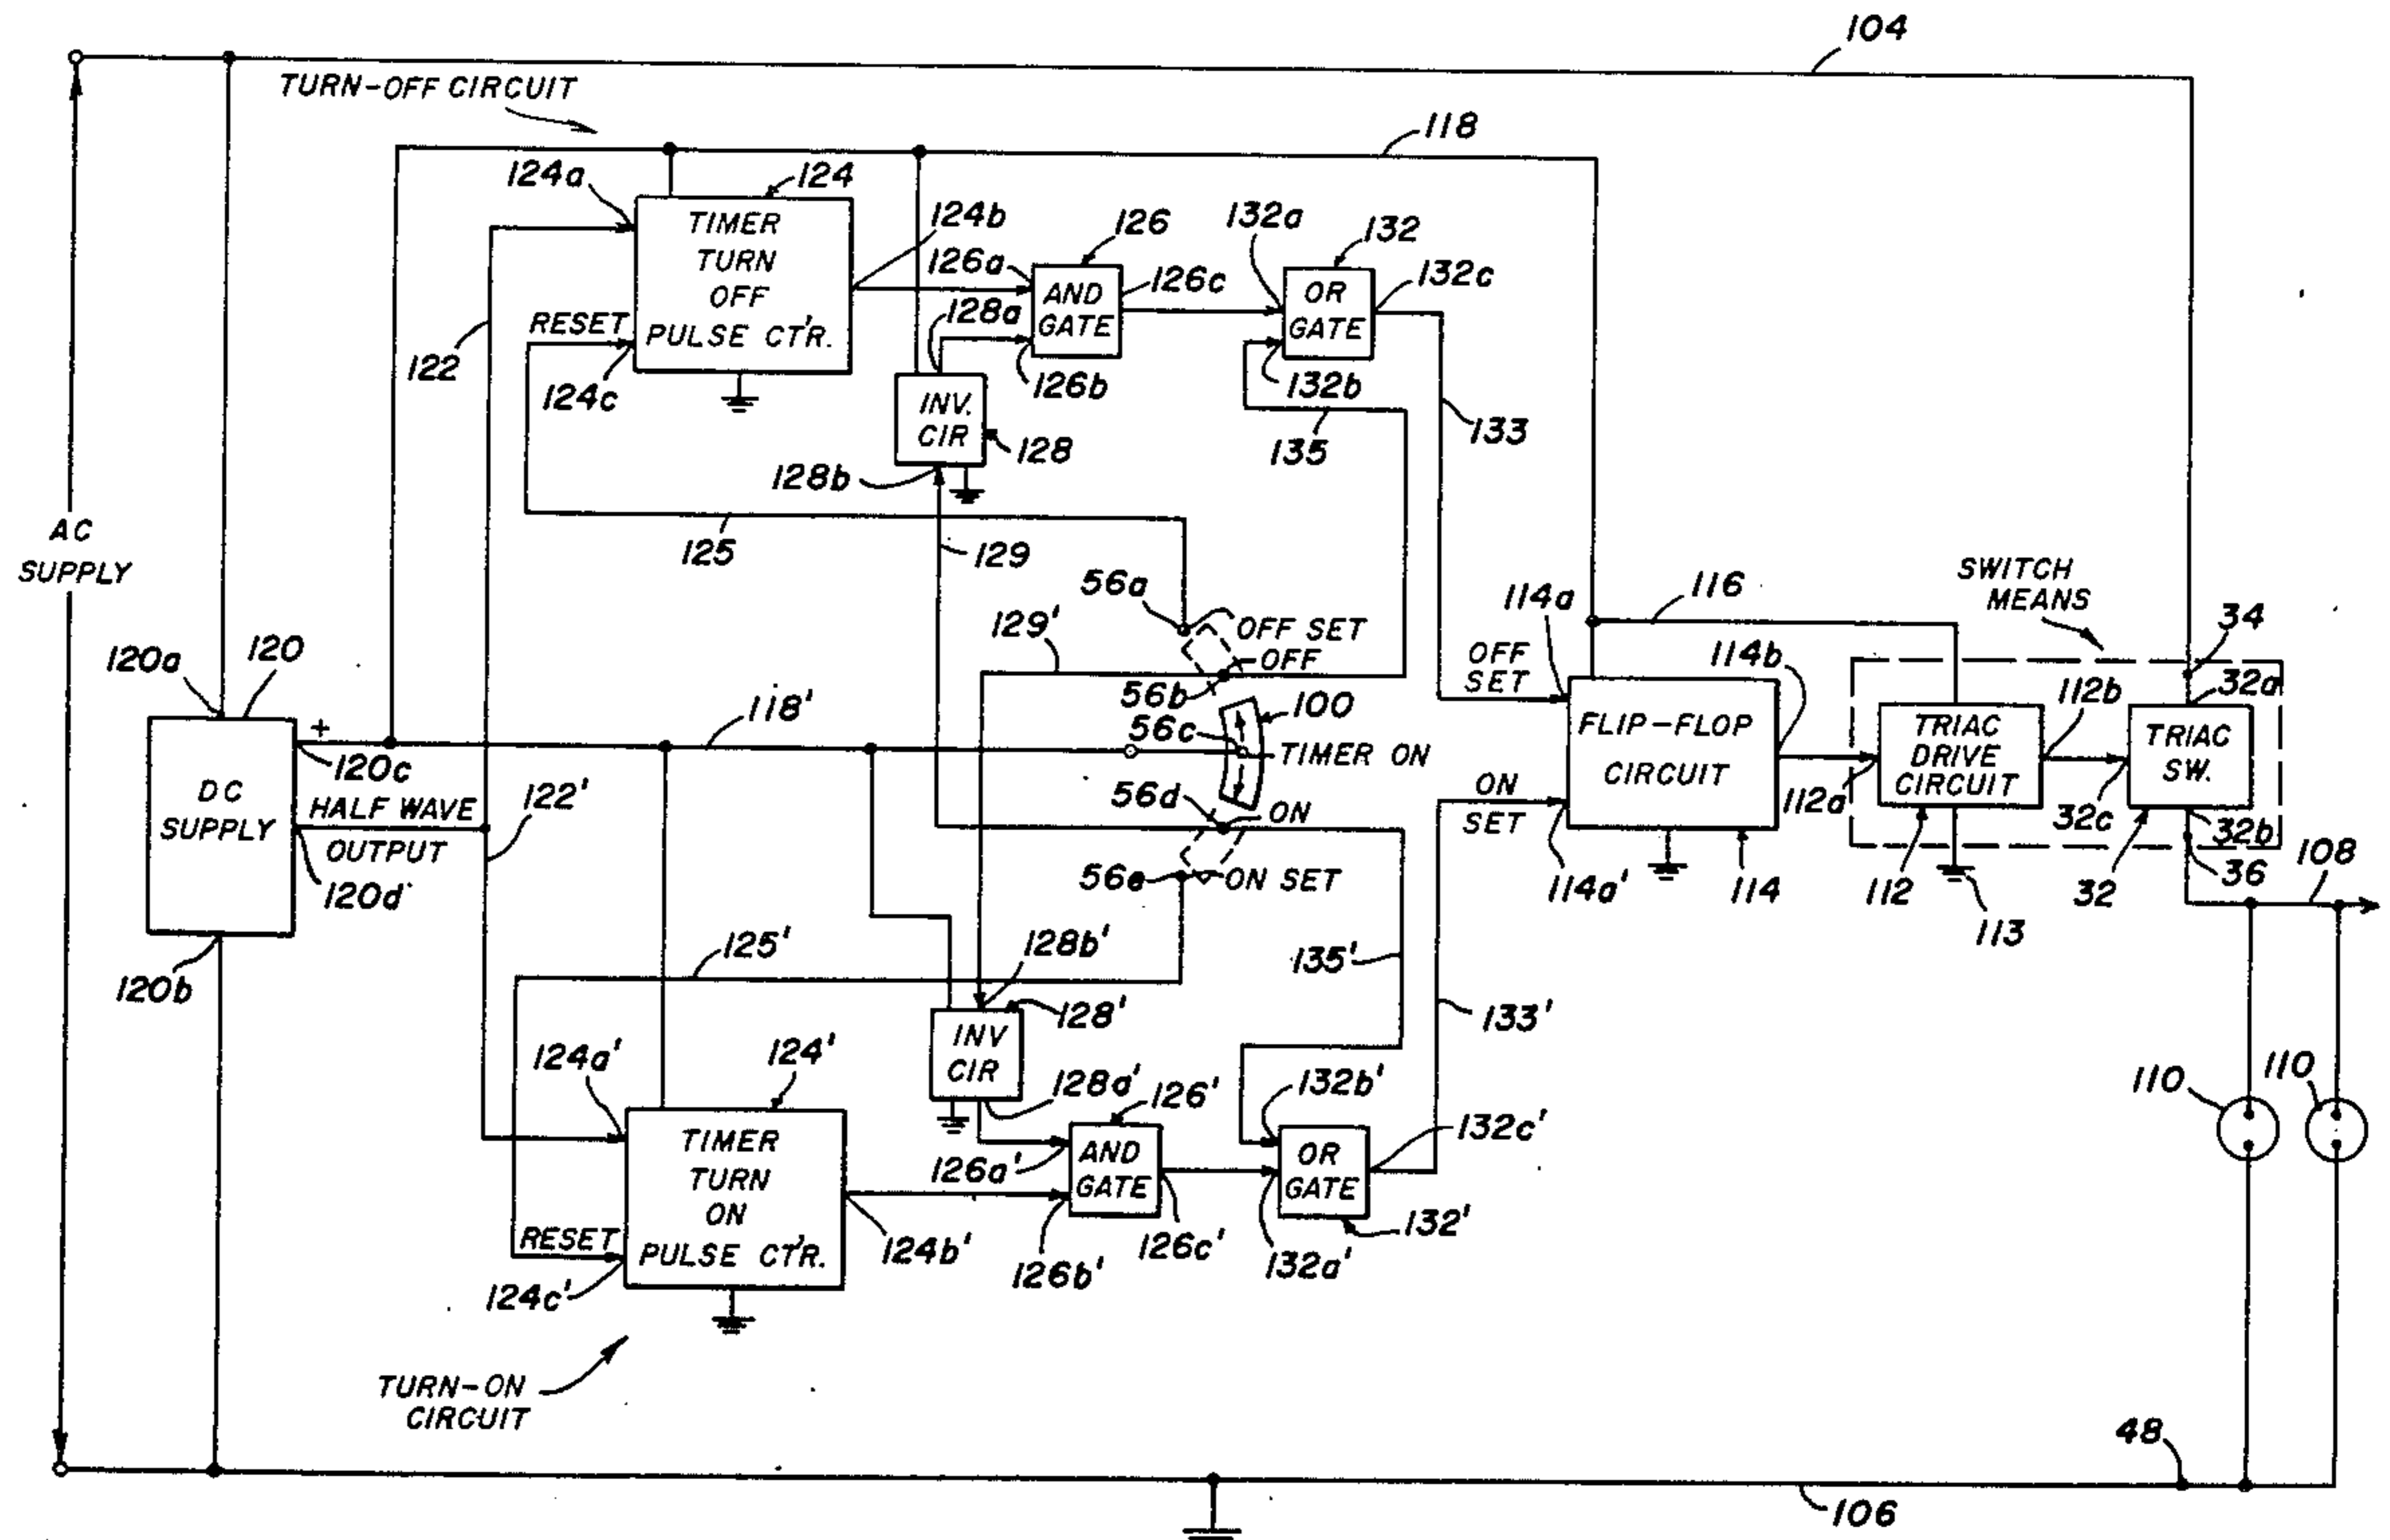 104
TURN-OFF CIRCUIT
118
124a
124
TIMER
TURN
OFF
PULSE CT'R.
124b
126
126a
126c
AND
GATE
128a
126b
132a
132
132c
OR
GATE
132b
RESET
122
124c
INV.
CIR
128
128b
135
133
AC
SUPPLY
125
129
56a
OFF SET
OFF
129'
56b
114a
116
SWITCH
MEANS
34
32a
120a
120
118'
56c
100
TIMER ON
OFF
SET
114b
112b
+
120c
DC
SUPPLY
HALF WAVE
OUTPUT
122'
120d
56d
ON
ON
SET
FLIP-FLOP
CIRCUIT
112a
TRIAC
DRIVE
CIRCUIT
32c
TRIAC
SW.
32b
56e
ON SET
114a'
114
112
113
32
36
108
120b
125'
128b'
128'
135'
133'
INV
CIR
124a'
124'
128a'
126'
132b'
132c'
110
110
TIMER
TURN
ON
PULSE CT'R.
126a'
AND
GATE
OR
GATE
RESET
124c'
124b'
126b'
126c'
132a'
132'
TURN-ON
CIRCUIT
48
106